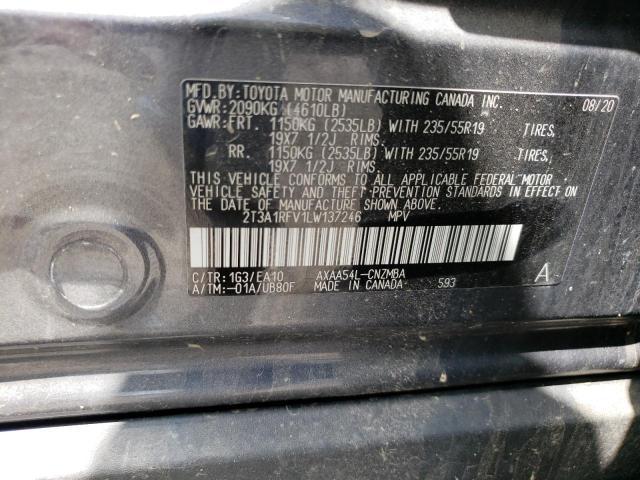 MFD.BY:TOYOTA MOTOR MANUFACTURING CANADA INC. 08/20
GVWR:2090KG (4610LB)
GAWR:FRT. 1150KG (2535LB) WITH 235/55R19 TIRES,
19X7 1/2J RIMS.
RR. 1150KG (2535LB) WITH 235/55R19 TIRES,
19X7 1/2J RIMS.
THIS VEHICLE CONFORMS TO ALL APPLICABLE FEDERAL MOTOR
VEHICLE SAFETY AND THEFT-PREVENTION STANDARDS IN EFFECT ON
THE DATE OF MANUFACTURE SHOWN ABOVE.
2T3A1RFV1LW137246 MPV
C/TR:1G3/EA10 AXAA54L-CNZMBA
A/TM:-01A/UB80F MADE IN CANADA 593 A